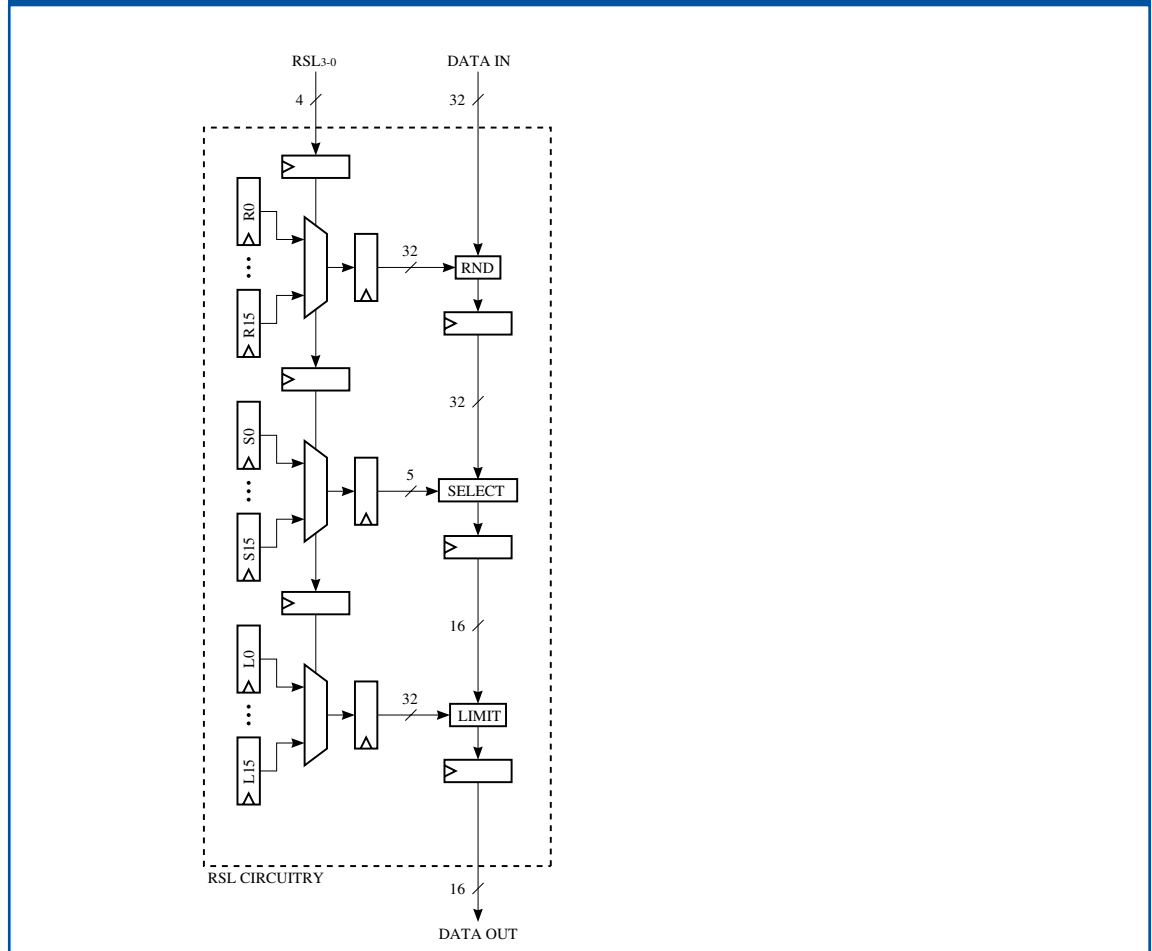 RSL3-0
DATA IN
4
32
R0
R15
32
RND
32
S0
S15
5
SELECT
16
L0
L15
32
LIMIT
RSL CIRCUITRY
16
DATA OUT